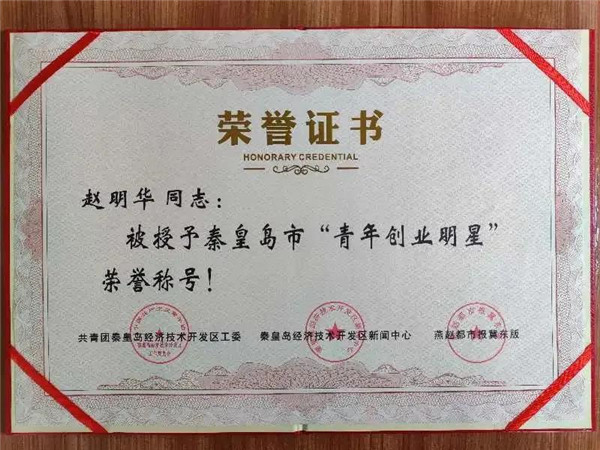 荣誉证书
HONORARY CREDENTIAL
赵明华 同志：
被授予秦皇岛市“青年创业明星”
荣誉称号！
共青团秦皇岛经济技术开发区工委 秦皇岛经济技术开发区新闻中心 燕赵都市报冀东版